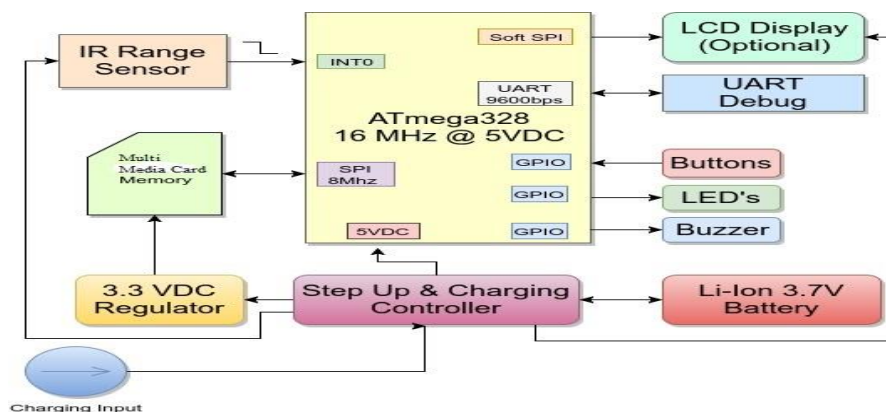 IR Range
Sensor
INT0
Soft SPI
LCD Display
(Optional)
UART
9600bps
UART
Debug
ATmega328
16 MHz @ 5VDC
Multi
Media Card
Memory
SPI
8Mhz
GPIO
Buttons
GPIO
LED's
5VDC
GPIO
Buzzer
3.3 VDC
Regulator
Step Up & Charging
Controller
Li-Ion 3.7V
Battery
Charging Input